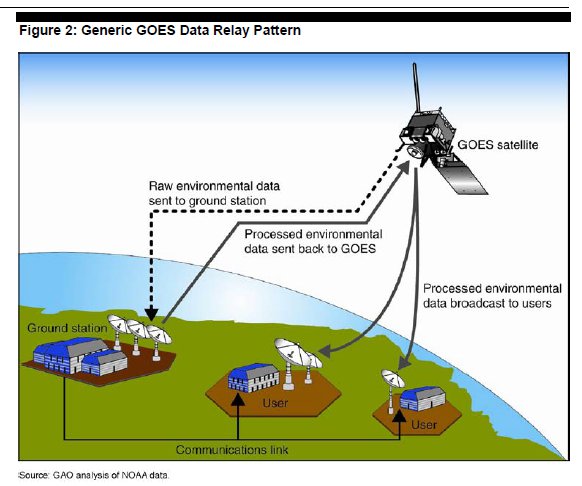 Figure 2: Generic GOES Data Relay Pattern
GOES satellite
Raw environmental data
sent to ground station
Processed environmental
data sent back to GOES
Processed environmental
data broadcast to users
Ground station
User
User
Communications link
Source: GAO analysis of NOAA data.